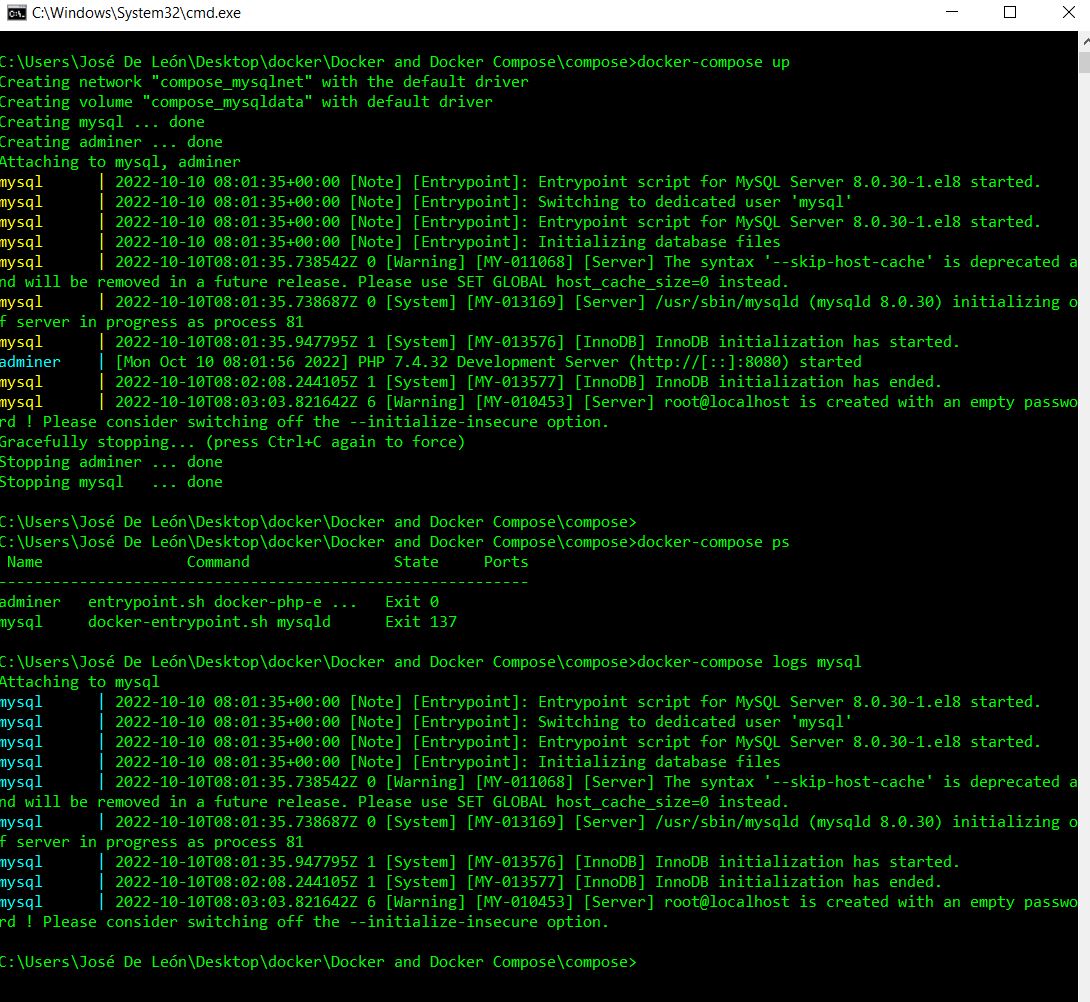 C:\Windows\System32\cmd.exe
C:\Users\José De León\Desktop\docker\Docker and Docker Compose\compose>docker-compose up
Creating network "compose_mysqlnet" with the default driver
Creating volume "compose_mysqldata" with default driver
Creating mysql ... done
Creating adminer ... done
Attaching to mysql, adminer
mysql      | 2022-10-10 08:01:35+00:00 [Note] [Entrypoint]: Entrypoint script for MySQL Server 8.0.30-1.el8 started.
mysql      | 2022-10-10 08:01:35+00:00 [Note] [Entrypoint]: Switching to dedicated user 'mysql'
mysql      | 2022-10-10 08:01:35+00:00 [Note] [Entrypoint]: Entrypoint script for MySQL Server 8.0.30-1.el8 started.
mysql      | 2022-10-10 08:01:35+00:00 [Note] [Entrypoint]: Initializing database files
mysql      | 2022-10-10T08:01:35.738542Z 0 [Warning] [MY-011068] [Server] The syntax '--skip-host-cache' is deprecated a
nd will be removed in a future release. Please use SET GLOBAL host_cache_size=0 instead.
mysql      | 2022-10-10T08:01:35.738687Z 0 [System] [MY-013169] [Server] /usr/sbin/mysqld (mysqld 8.0.30) initializing o
f server in progress as process 81
mysql      | 2022-10-10T08:01:35.947795Z 1 [System] [MY-013576] [InnoDB] InnoDB initialization has started.
adminer    | [Mon Oct 10 08:01:56 2022] PHP 7.4.32 Development Server (http://[::]:8080) started
mysql      | 2022-10-10T08:02:08.244105Z 1 [System] [MY-013577] [InnoDB] InnoDB initialization has ended.
mysql      | 2022-10-10T08:03:03.821642Z 6 [Warning] [MY-010453] [Server] root@localhost is created with an empty passwo
rd ! Please consider switching off the --initialize-insecure option.
Gracefully stopping... (press Ctrl+C again to force)
Stopping adminer ... done
Stopping mysql   ... done
C:\Users\José De León\Desktop\docker\Docker and Docker Compose\compose>
C:\Users\José De León\Desktop\docker\Docker and Docker Compose\compose>docker-compose ps
 Name                Command                State     Ports
-----------------------------------------------------------
adminer   entrypoint.sh docker-php-e ...   Exit 0
mysql     docker-entrypoint.sh mysqld      Exit 137
C:\Users\José De León\Desktop\docker\Docker and Docker Compose\compose>docker-compose logs mysql
Attaching to mysql
mysql      | 2022-10-10 08:01:35+00:00 [Note] [Entrypoint]: Entrypoint script for MySQL Server 8.0.30-1.el8 started.
mysql      | 2022-10-10 08:01:35+00:00 [Note] [Entrypoint]: Switching to dedicated user 'mysql'
mysql      | 2022-10-10 08:01:35+00:00 [Note] [Entrypoint]: Entrypoint script for MySQL Server 8.0.30-1.el8 started.
mysql      | 2022-10-10 08:01:35+00:00 [Note] [Entrypoint]: Initializing database files
mysql      | 2022-10-10T08:01:35.738542Z 0 [Warning] [MY-011068] [Server] The syntax '--skip-host-cache' is deprecated a
nd will be removed in a future release. Please use SET GLOBAL host_cache_size=0 instead.
mysql      | 2022-10-10T08:01:35.738687Z 0 [System] [MY-013169] [Server] /usr/sbin/mysqld (mysqld 8.0.30) initializing o
f server in progress as process 81
mysql      | 2022-10-10T08:01:35.947795Z 1 [System] [MY-013576] [InnoDB] InnoDB initialization has started.
mysql      | 2022-10-10T08:02:08.244105Z 1 [System] [MY-013577] [InnoDB] InnoDB initialization has ended.
mysql      | 2022-10-10T08:03:03.821642Z 6 [Warning] [MY-010453] [Server] root@localhost is created with an empty passwo
rd ! Please consider switching off the --initialize-insecure option.
C:\Users\José De León\Desktop\docker\Docker and Docker Compose\compose>